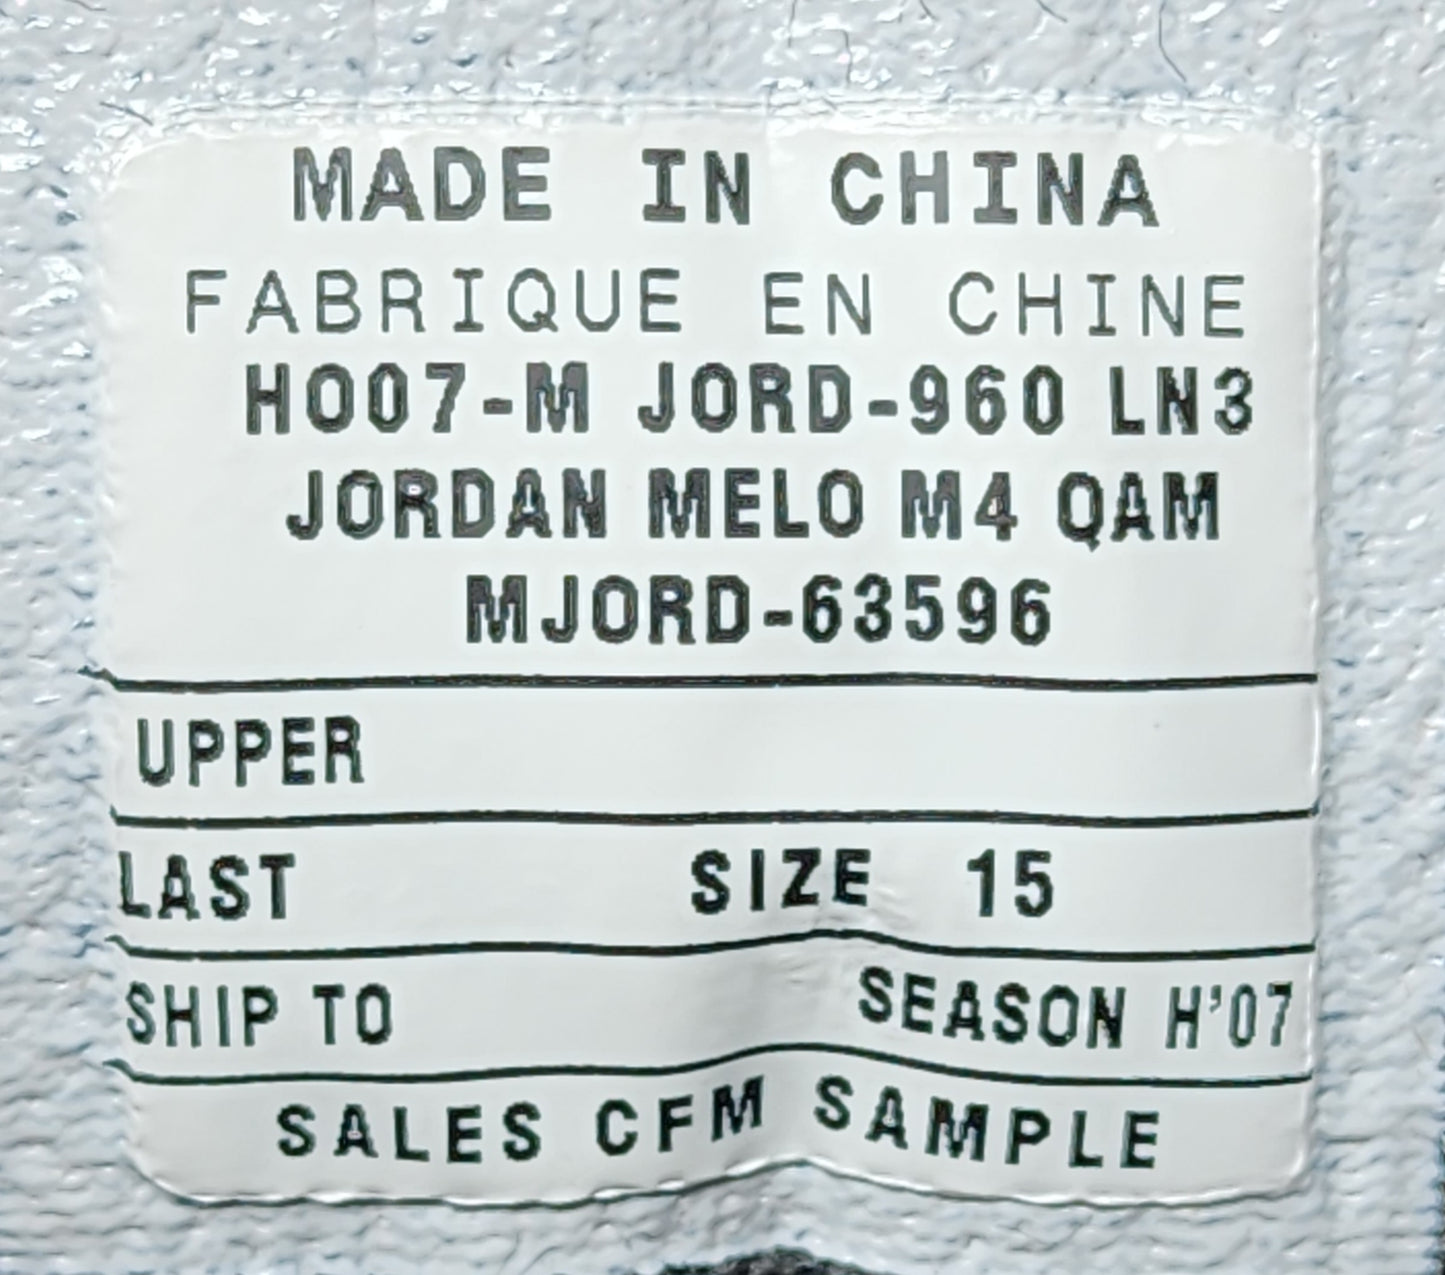 MADE IN CHINA
FABRIQUE EN CHINE
HO07-M JORD-960 LN3
JORDAN MELO M4 QAM
MJORD-63596
UPPER
LAST SIZE 15
SHIP TO SEASON H'07
SALES CFM SAMPLE